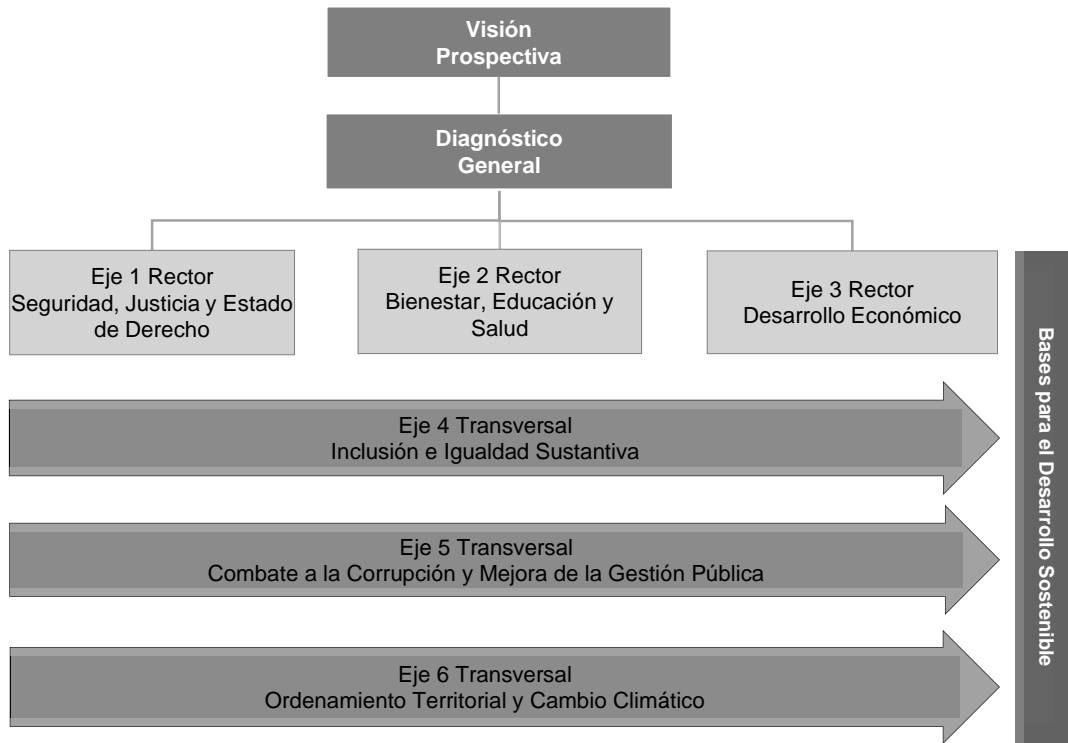 Visión
Prospectiva
Diagnóstico
General
Eje 1 Rector
Seguridad, Justicia y Estado
de Derecho
Eje 2 Rector
Bienestar, Educación y
Salud
Eje 3 Rector
Desarrollo Económico
Eje 4 Transversal
Inclusión e Igualdad Sustantiva
Eje 5 Transversal
Combate a la Corrupción y Mejora de la Gestión Pública
Eje 6 Transversal
Ordenamiento Territorial y Cambio Climático
Bases para el Desarrollo Sostenible